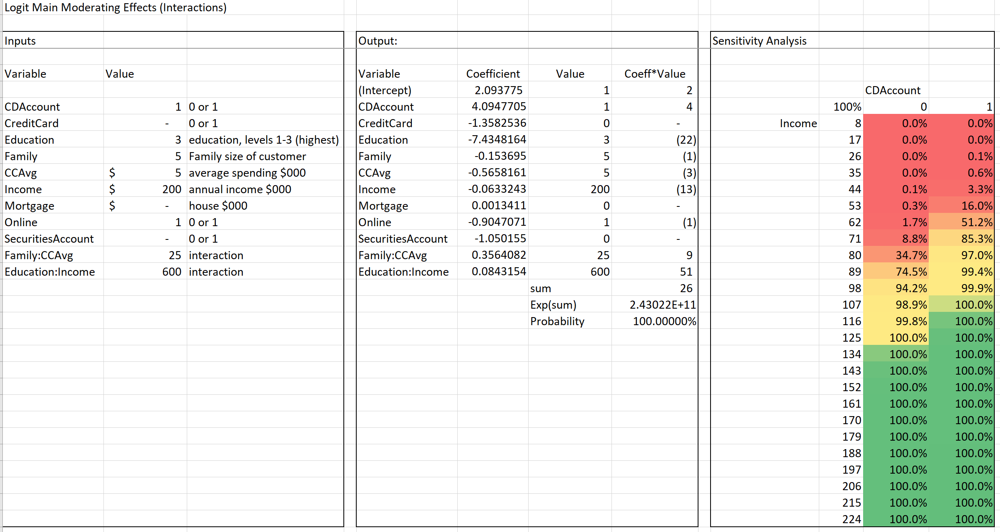 Logit Main Moderating Effects (Interactions)
Inputs Output: Sensitivity Analysis
Variable Value Variable Coefficient Value Coeff*Value
(Intercept) 2.093775 1 2 CDAccount
CDAccount 1 0 or 1 CDAccount 4.0947705 1 4 100% 0 1
CreditCard - 0 or 1 CreditCard -1.3582536 0 - Income 8 0.0% 0.0%
Education 3 education, levels 1-3 (highest) Education -7.4348164 3 (22) 17 0.0% 0.0%
Family 5 Family size of customer Family -0.153695 5 (1) 26 0.0% 0.1%
CCAvg $ 5 average spending $000 CCAvg -0.5658161 5 (3) 35 0.0% 0.6%
Income $ 200 annual income $000 Income -0.0633243 200 (13) 44 0.1% 3.3%
Mortgage $ - house $000 Mortgage 0.0013411 0 - 53 0.3% 16.0%
Online 1 0 or 1 Online -0.9047071 1 (1) 62 1.7% 51.2%
SecuritiesAccount - 0 or 1 SecuritiesAccount -1.050155 0 - 71 8.8% 85.3%
Family:CCAvg 25 interaction Family:CCAvg 0.3564082 25 9 80 34.7% 97.0%
Education:Income 600 interaction Education:Income 0.0843154 600 51 89 74.5% 99.4%
sum 26 98 94.2% 99.9%
Exp(sum) 2.43022E+11 107 98.9% 100.0%
Probability 100.00000% 116 99.8% 100.0%
125 100.0% 100.0%
134 100.0% 100.0%
143 100.0% 100.0%
152 100.0% 100.0%
161 100.0% 100.0%
170 100.0% 100.0%
179 100.0% 100.0%
188 100.0% 100.0%
197 100.0% 100.0%
206 100.0% 100.0%
215 100.0% 100.0%
224 100.0% 100.0%